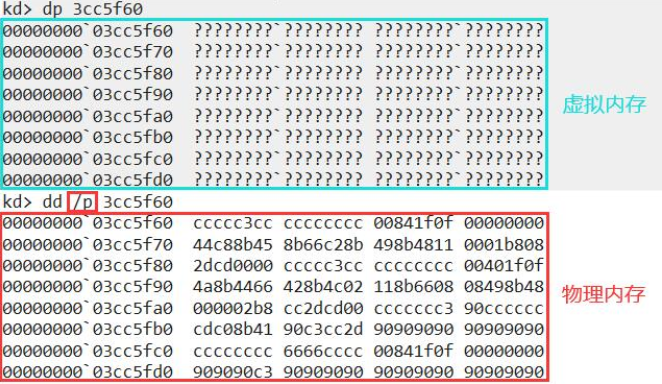 kd> dp 3cc5f60
00000000`03cc5f60  ????????`???????? ????????`????????
00000000`03cc5f70  ????????`???????? ????????`????????
00000000`03cc5f80  ????????`???????? ????????`????????
00000000`03cc5f90  ????????`???????? ????????`????????
00000000`03cc5fa0  ????????`???????? ????????`????????
00000000`03cc5fb0  ????????`???????? ????????`????????
00000000`03cc5fc0  ????????`???????? ????????`????????
00000000`03cc5fd0  ????????`???????? ????????`????????
虚拟内存
kd> dd /p 3cc5f60
00000000`03cc5f60  ccccc3cc cccccccc 00841f0f 00000000
00000000`03cc5f70  44c88b45 8b66c28b 498b4811 0001b808
00000000`03cc5f80  2dcd0000 ccccc3cc cccccccc 00401f0f
00000000`03cc5f90  4a8b4466 428b4c02 118b6608 08498b48
00000000`03cc5fa0  000002b8 cc2dcd00 ccccccc3 90cccccc
00000000`03cc5fb0  cdc08b41 90c3cc2d 90909090 90909090
00000000`03cc5fc0  cccccccc 6666cccc 00841f0f 00000000
00000000`03cc5fd0  909090c3 90909090 90909090 90909090
物理内存